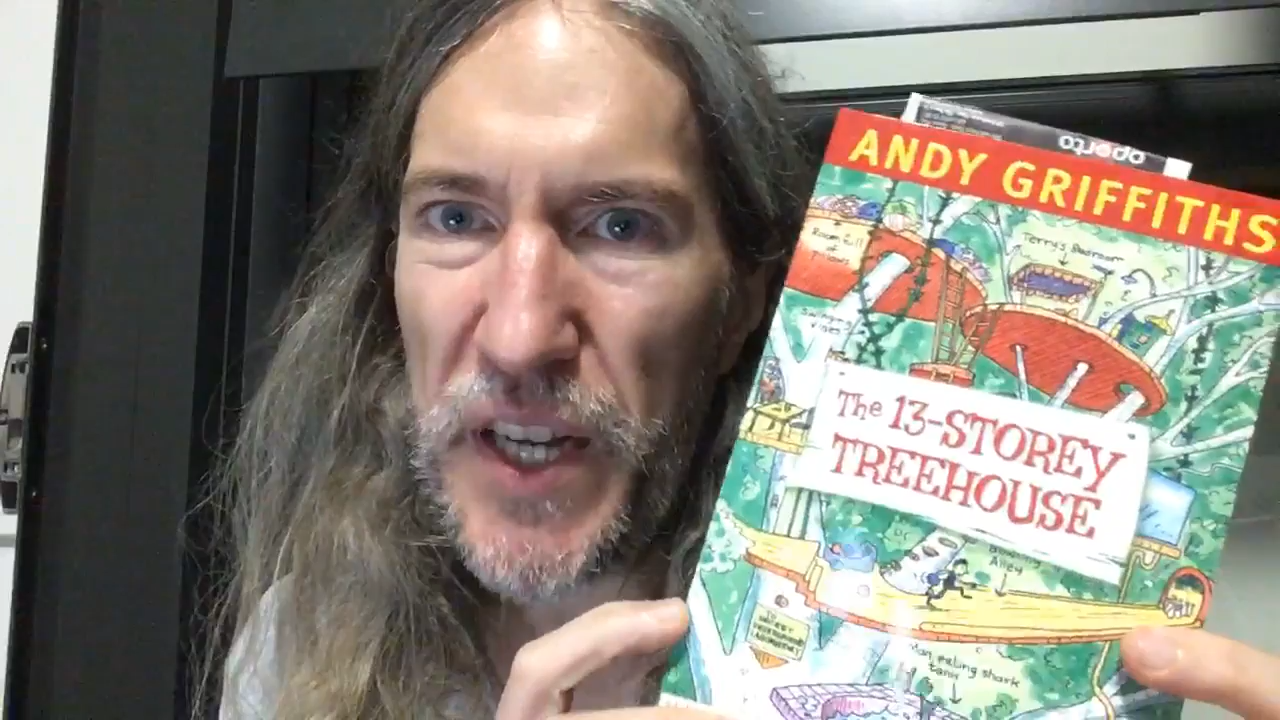 oporto
ANDY GRIFFITHS
Room full
of
Pillows
Terry's Bedroom
Swinging
Vines
The 13-STOREY
TREEHOUSE
Bowling
Alley
Man eating shark
tank